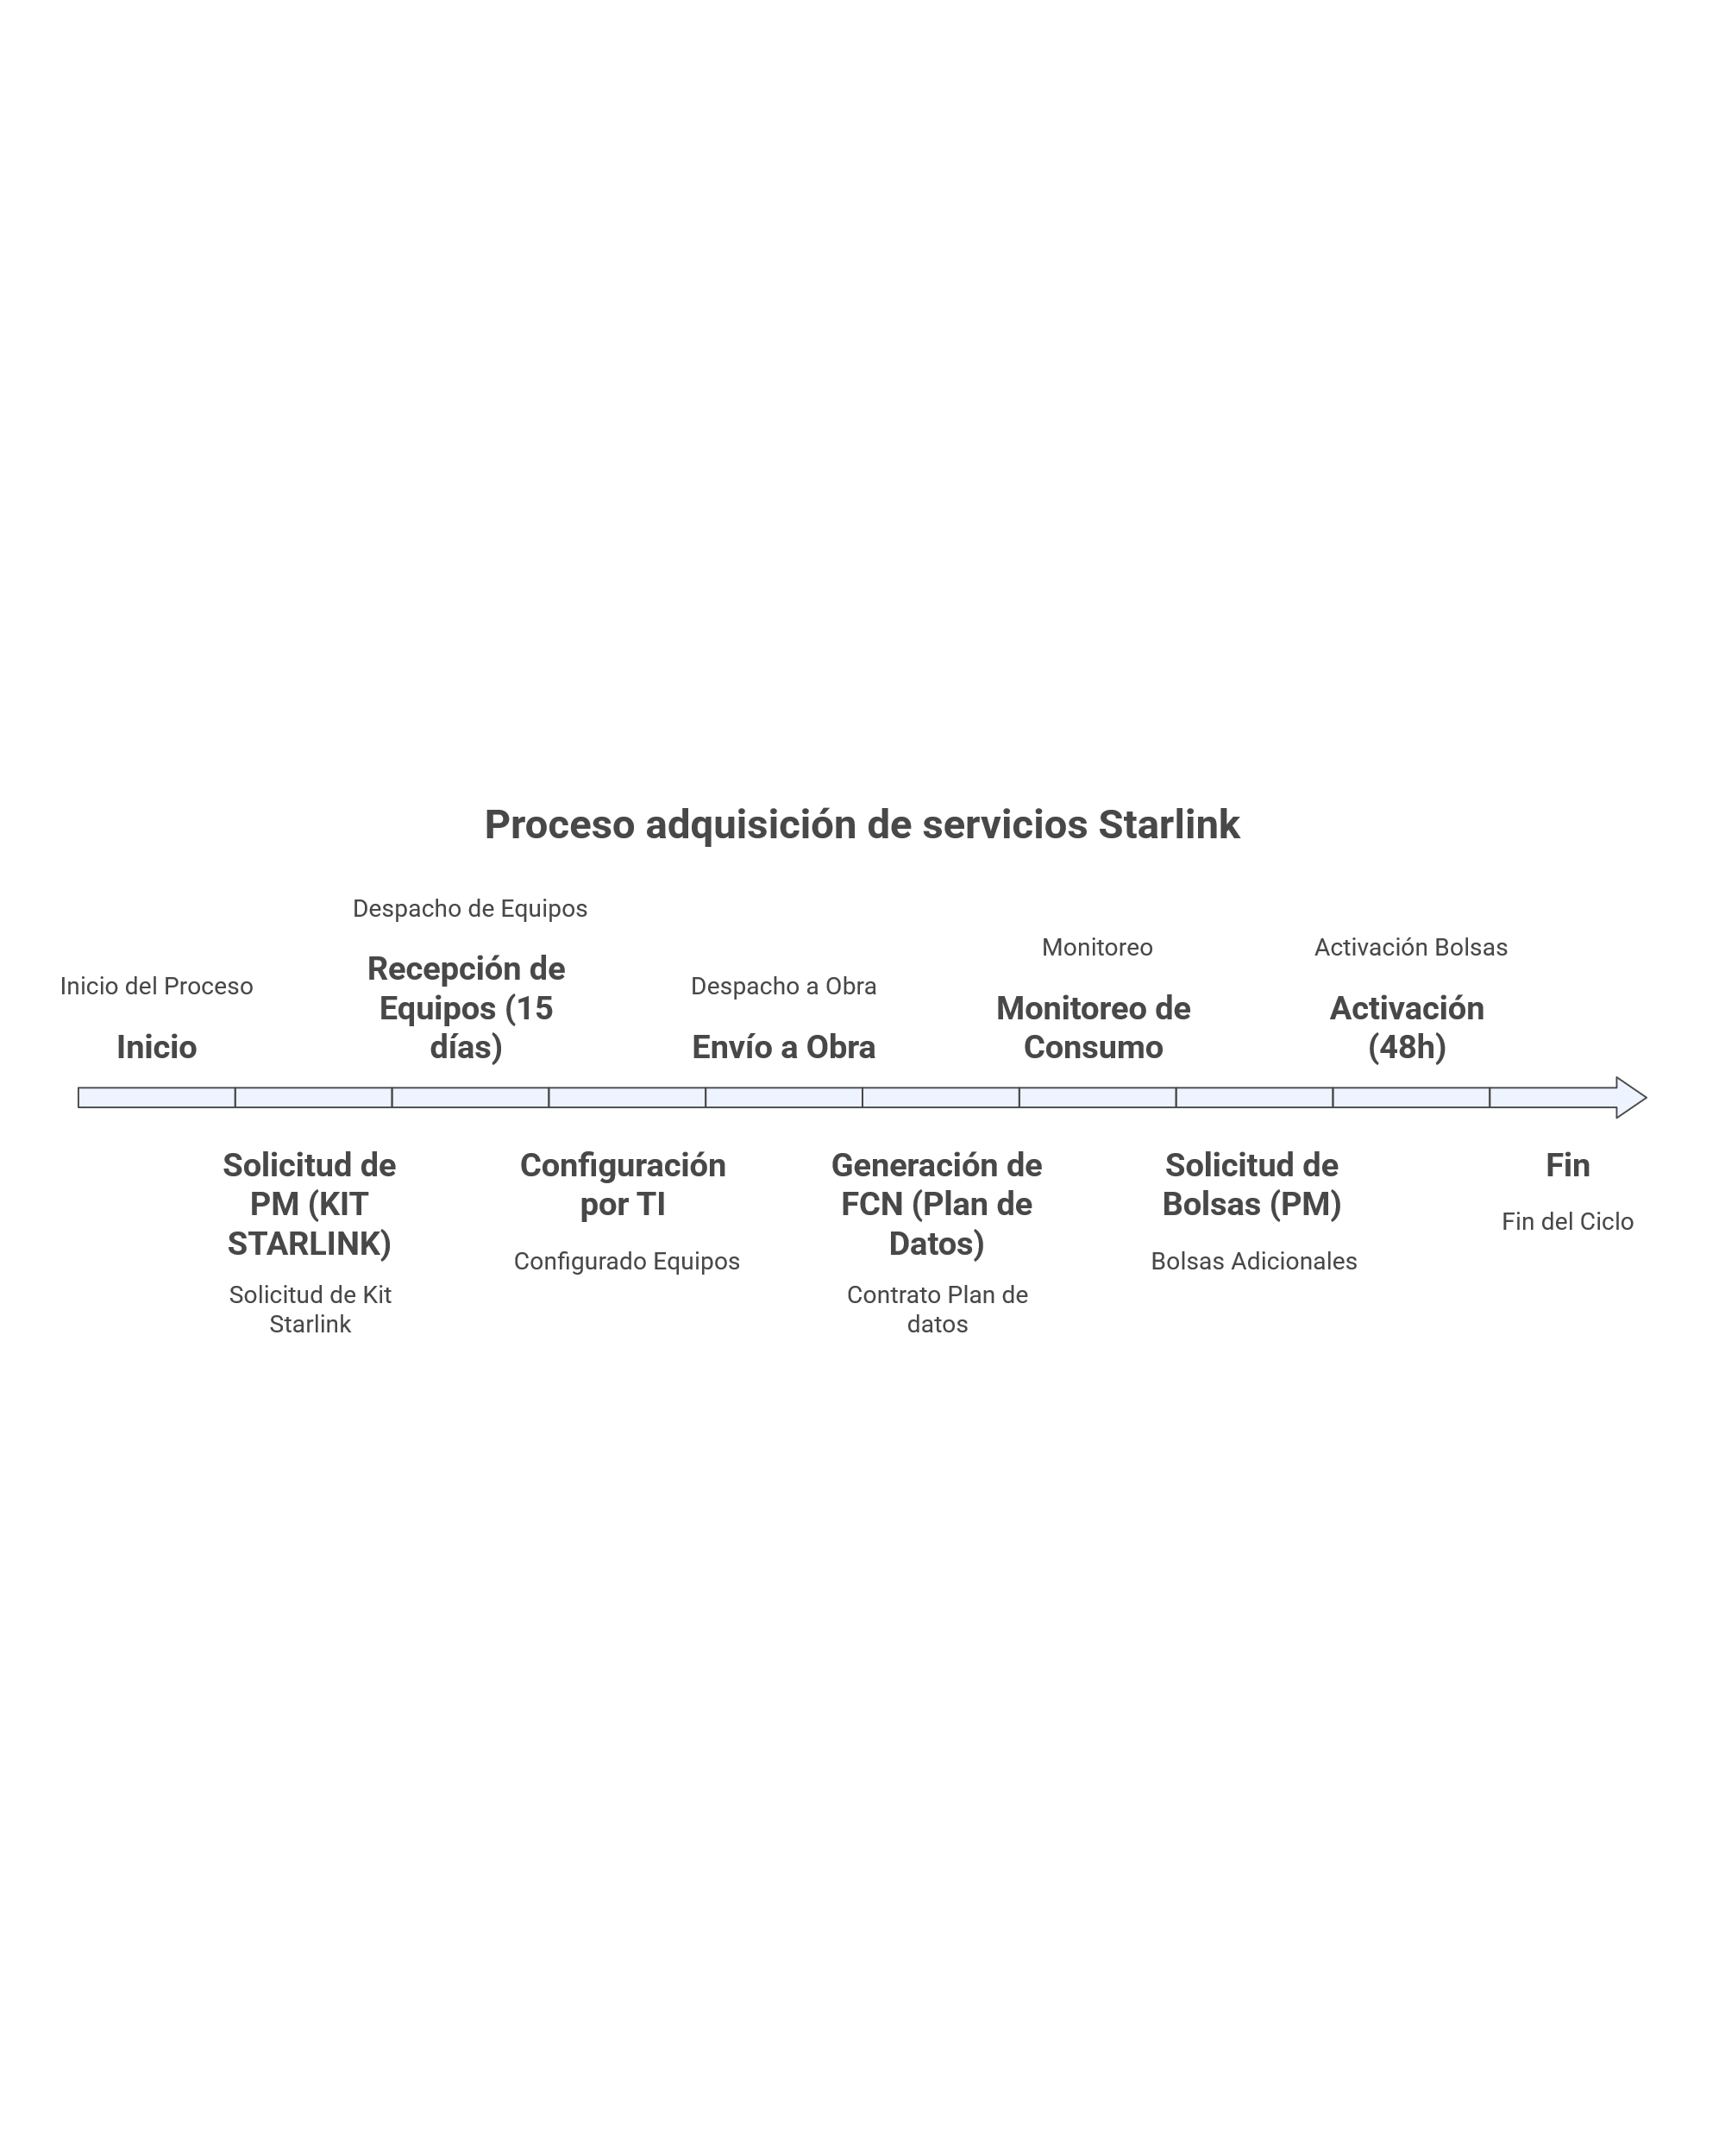 Proceso adquisición de servicios Starlink
Inicio del Proceso
Inicio
Solicitud de
PM (KIT
STARLINK)
Solicitud de Kit
Starlink
Despacho de Equipos
Recepción de
Equipos (15
días)
Configuración
por TI
Configurado Equipos
Despacho a Obra
Envío a Obra
Generación de
FCN (Plan de
Datos)
Contrato Plan de
datos
Monitoreo
Monitoreo de
Consumo
Solicitud de
Bolsas (PM)
Bolsas Adicionales
Activación Bolsas
Activación
(48h)
Fin
Fin del Ciclo